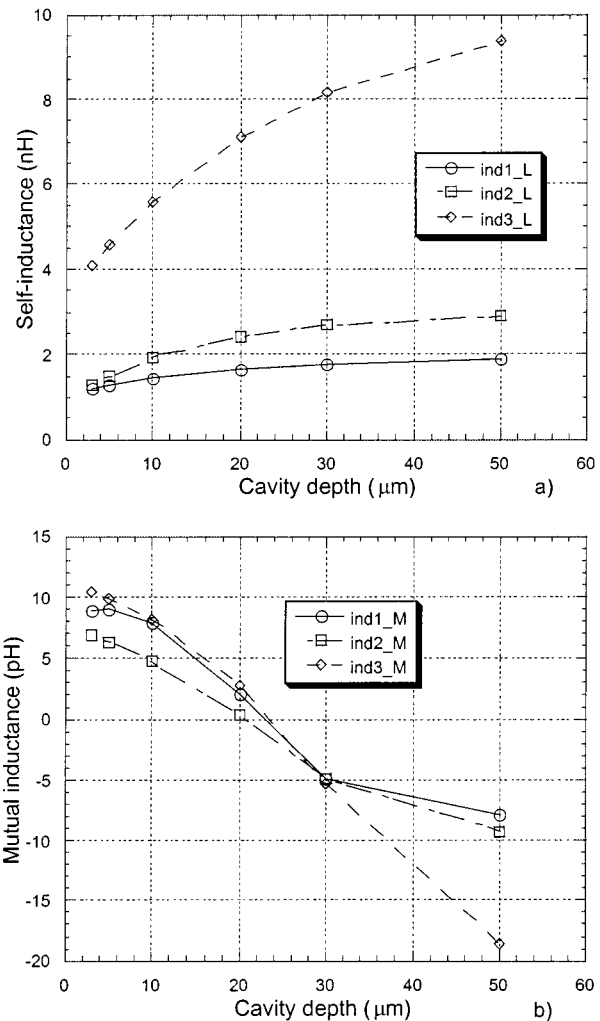 10
8
6
4
2
0
Self-inductance (nH)
ind1_L
ind2_L
ind3_L
0 10 20 30 40 50 60
Cavity depth (μm) a)
15
10
5
0
-5
-10
-15
-20
Mutual inductance (pH)
ind1_M
ind2_M
ind3_M
0 10 20 30 40 50 60
Cavity depth (μm) b)